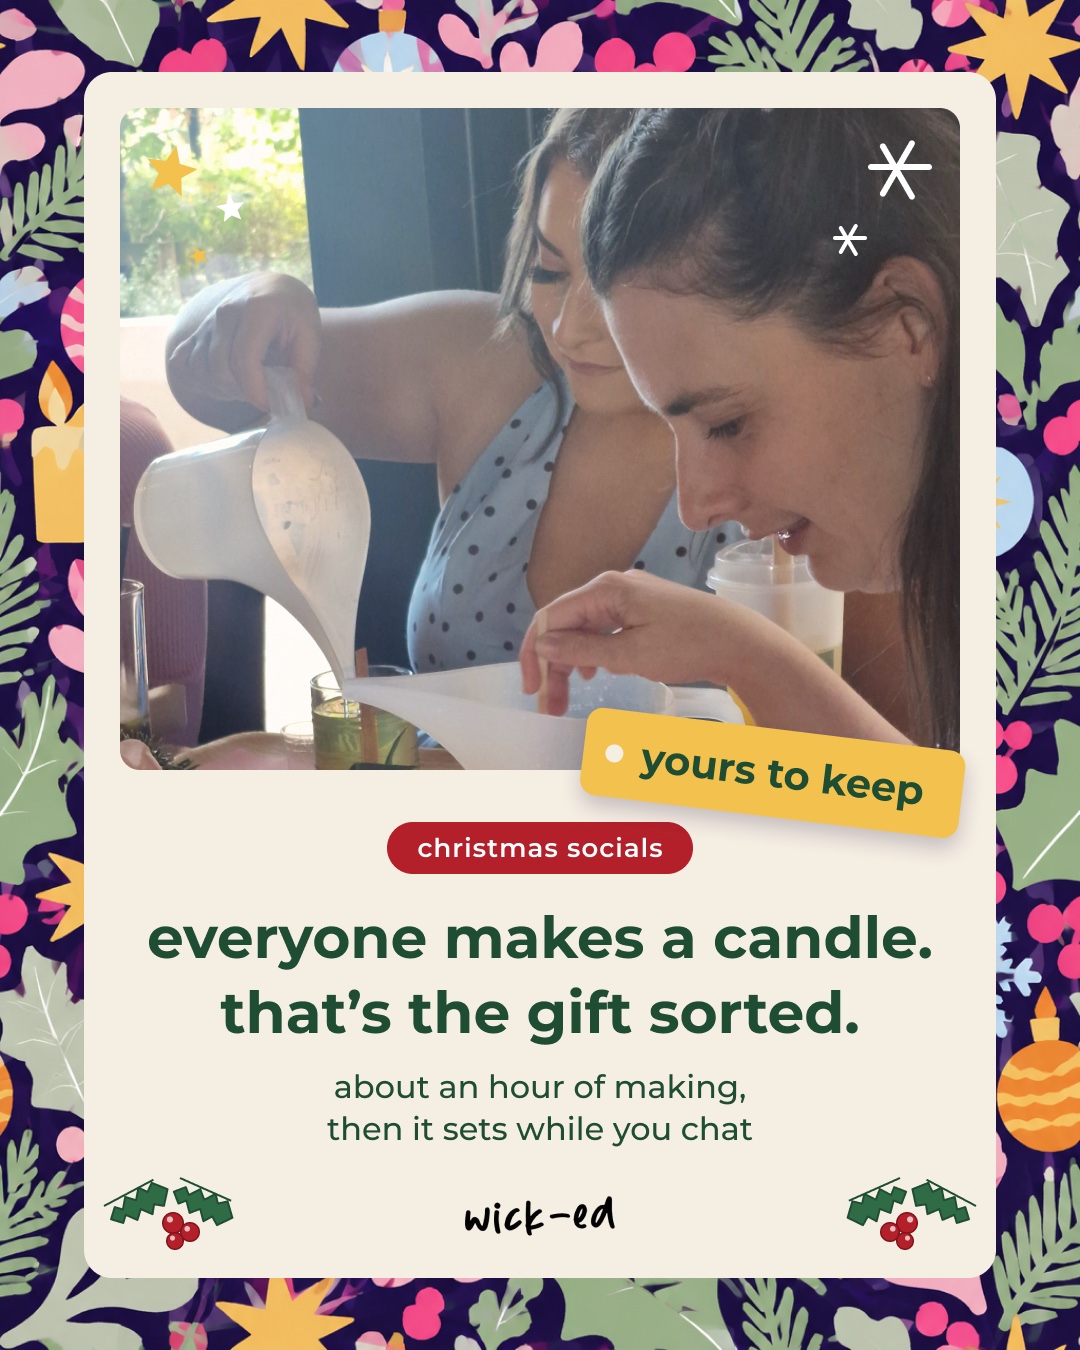 yours to keep
christmas socials
everyone makes a candle.
that’s the gift sorted.
about an hour of making,
then it sets while you chat
wick-ed